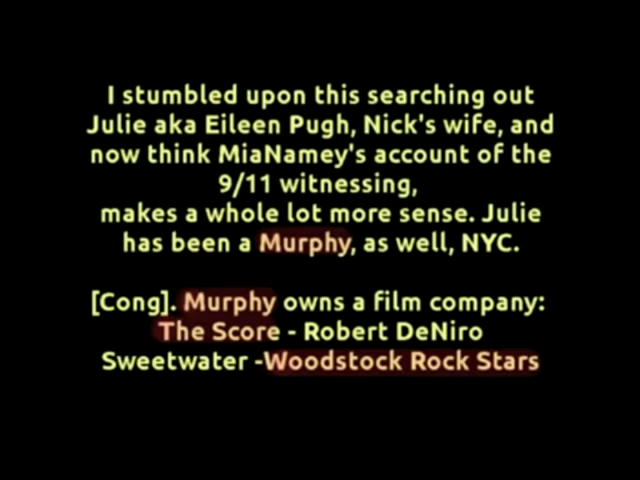 I stumbled upon this searching out
Julie aka Eileen Pugh, Nick's wife, and
now think MiaNamey's account of the
9/11 witnessing,
makes a whole lot more sense. Julie
has been a Murphy, as well, NYC.
[Cong]. Murphy owns a film company:
The Score - Robert DeNiro
Sweetwater -Woodstock Rock Stars